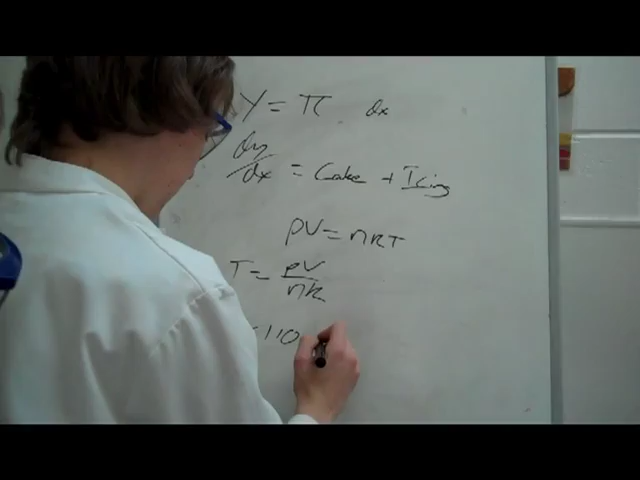 Y = π dx
dy/dx = Cake + Icing
PV = nRT
T = PV/nR
= 110